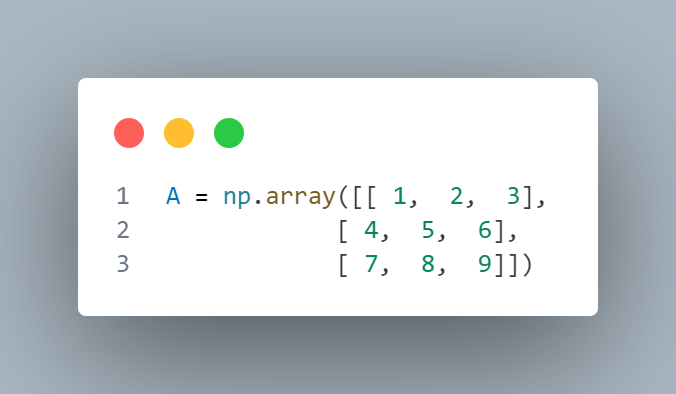 1 A = np.array([[ 1, 2, 3],
2 [ 4, 5, 6],
3 [ 7, 8, 9]])